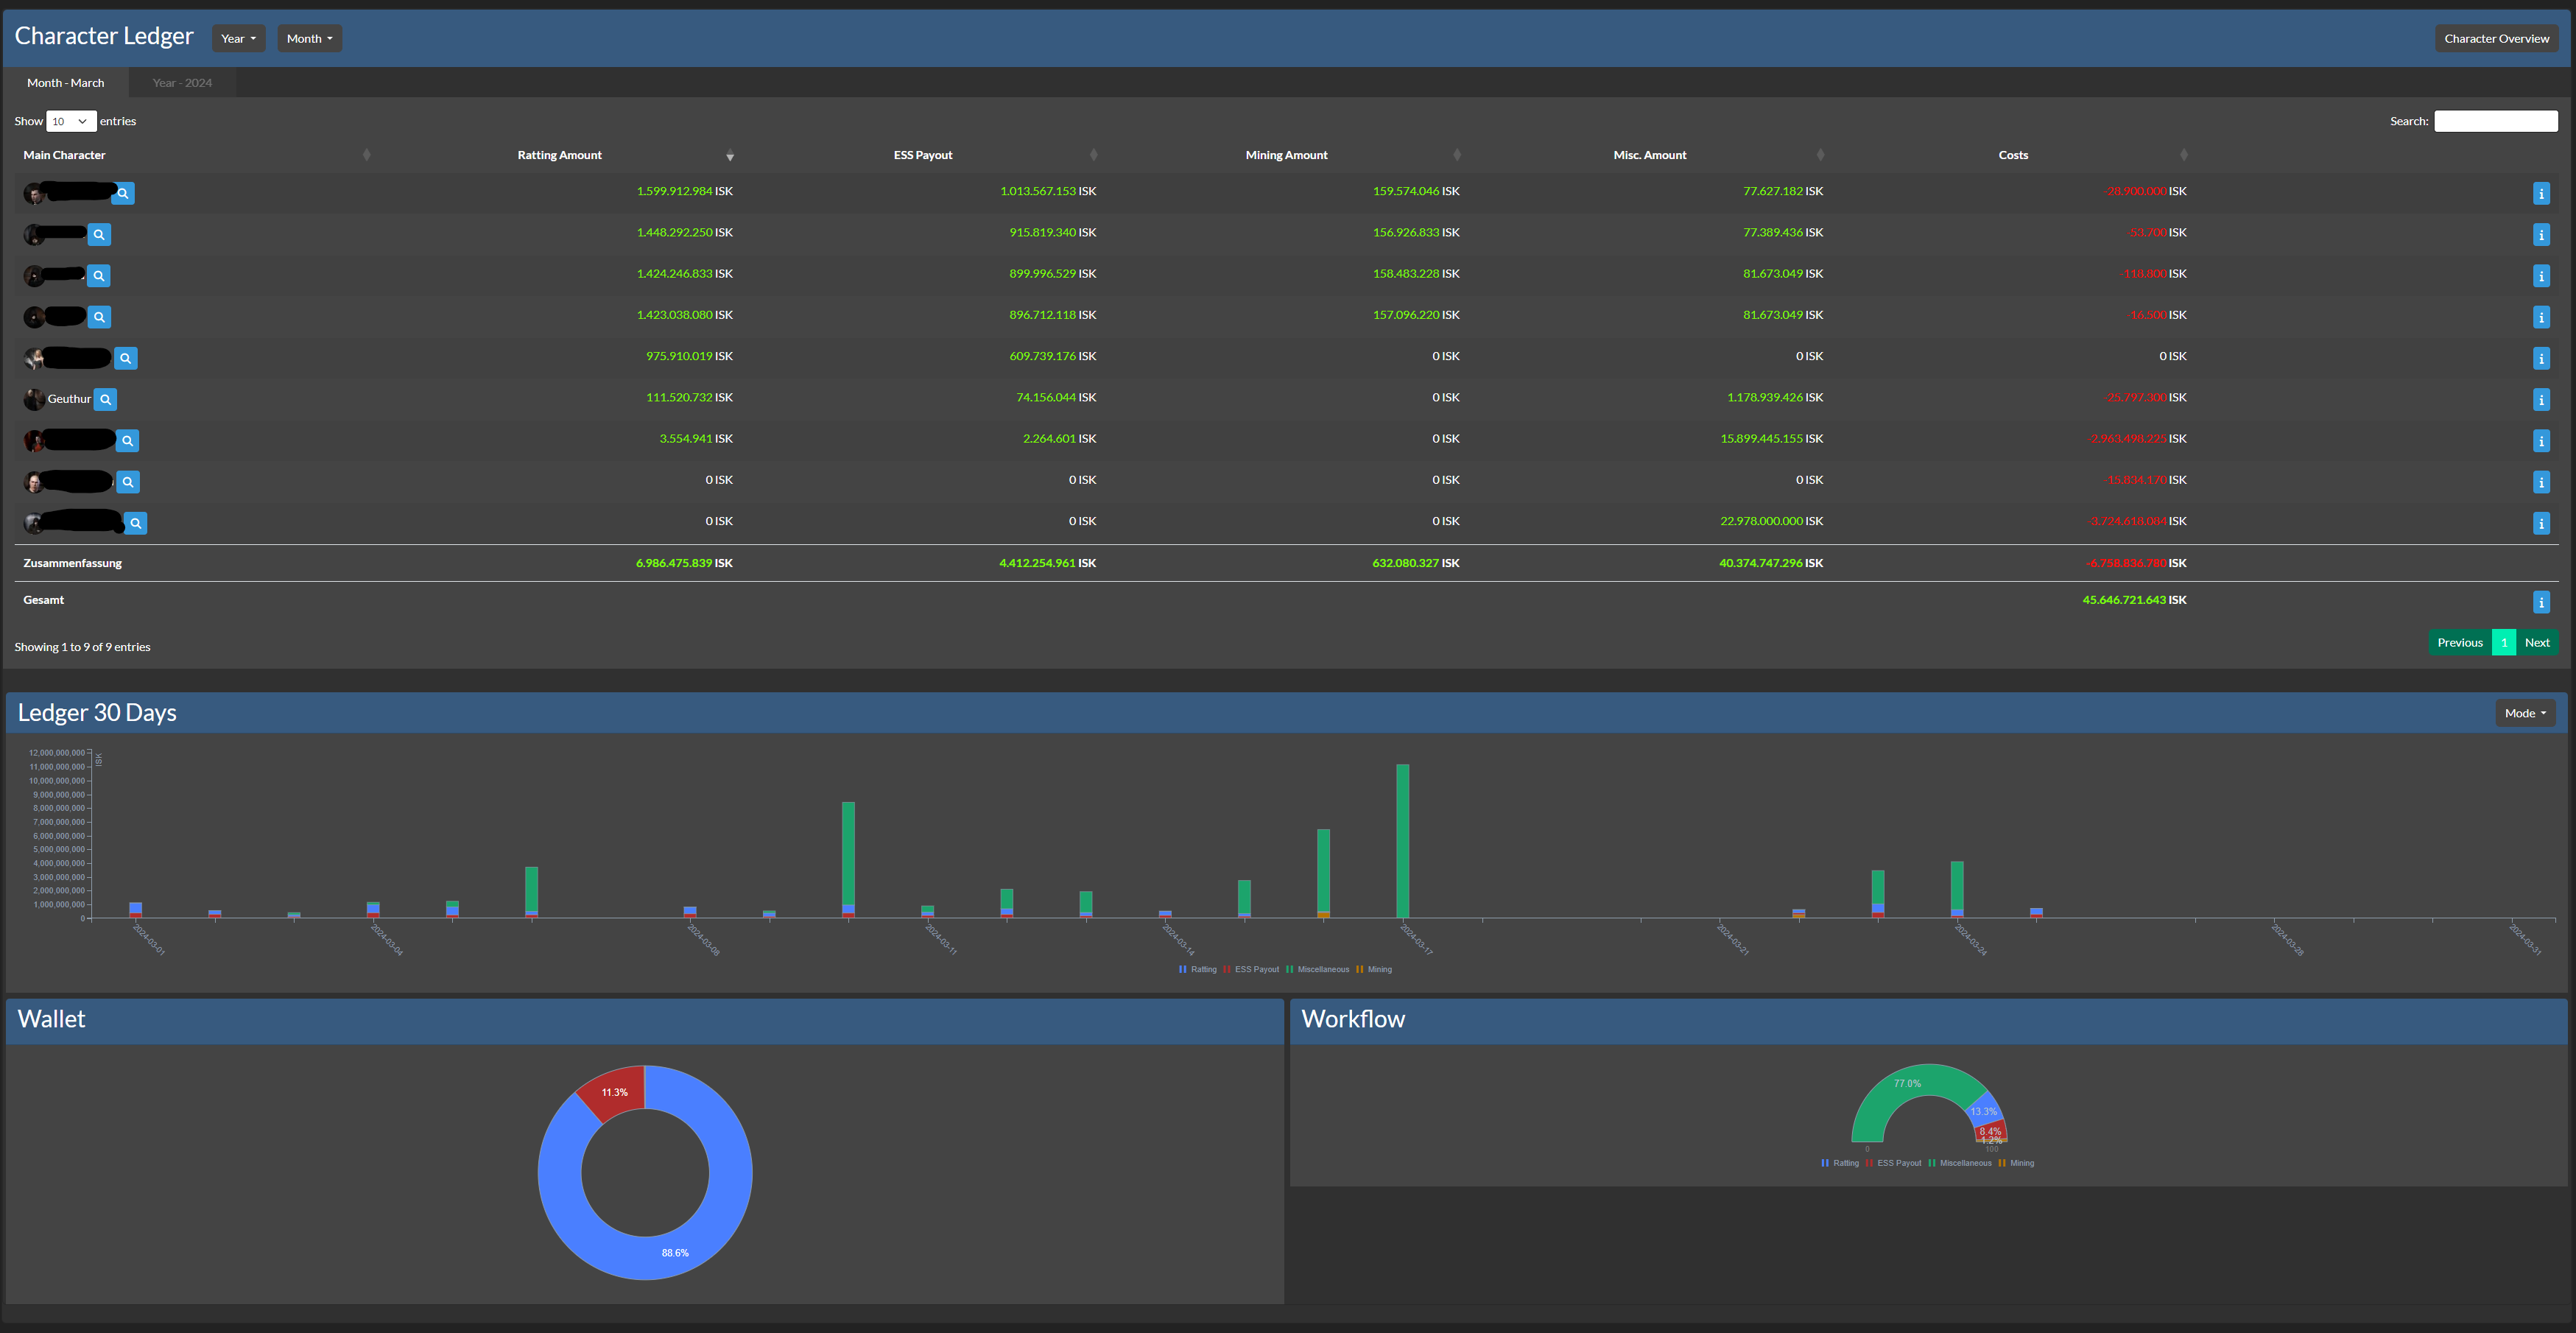 Character Ledger Year Month Character Overview
Month - March Year - 2024
Show 10 entries Search:
Main Character Ratting Amount ESS Payout Mining Amount Misc. Amount Costs
1.599.912.984 ISK 1.013.567.153 ISK 159.574.046 ISK 77.627.182 ISK -28.900.000 ISK
1.448.292.250 ISK 915.819.340 ISK 156.926.833 ISK 77.389.436 ISK -53.700 ISK
1.424.246.833 ISK 899.996.529 ISK 158.483.228 ISK 81.673.049 ISK -118.800 ISK
1.423.038.080 ISK 896.712.118 ISK 157.096.220 ISK 81.673.049 ISK -16.500 ISK
975.910.019 ISK 609.739.176 ISK 0 ISK 0 ISK 0 ISK
Geuthur 111.520.732 ISK 74.156.044 ISK 0 ISK 1.178.939.426 ISK -25.797.300 ISK
3.554.941 ISK 2.264.601 ISK 0 ISK 15.899.445.155 ISK -2.963.498.225 ISK
0 ISK 0 ISK 0 ISK 0 ISK -15.834.170 ISK
0 ISK 0 ISK 0 ISK 22.978.000.000 ISK -3.724.618.084 ISK
Zusammenfassung 6.986.475.839 ISK 4.412.254.961 ISK 632.080.327 ISK 40.374.747.296 ISK -6.758.836.780 ISK
Gesamt 45.646.721.643 ISK
Showing 1 to 9 of 9 entries Previous 1 Next
Ledger 30 Days Mode
ISK
12,000,000,000
11,000,000,000
10,000,000,000
9,000,000,000
8,000,000,000
7,000,000,000
6,000,000,000
5,000,000,000
4,000,000,000
3,000,000,000
2,000,000,000
1,000,000,000
0
2024-03-01 2024-03-04 2024-03-08 2024-03-11 2024-03-14 2024-03-17 2024-03-21 2024-03-24 2024-03-28 2024-03-31
Ratting ESS Payout Miscellaneous Mining
Wallet
11.3%
88.6%
Workflow
77.0%
13.3%
8.4%
1.2%
0 100
Ratting ESS Payout Miscellaneous Mining